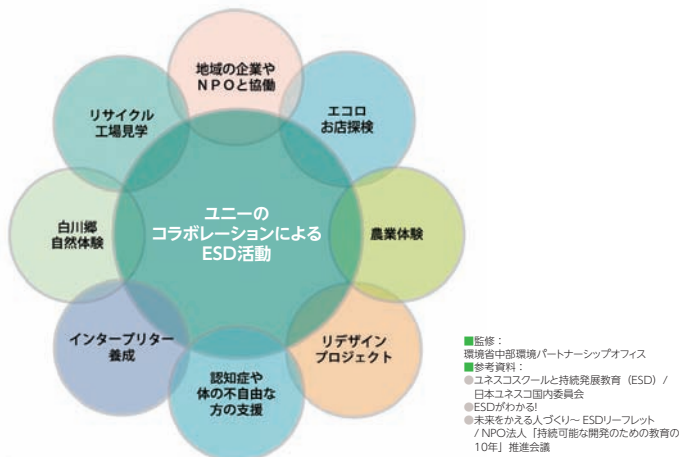 地域の企業や
NPOと協働
エコロ
お店探検
農業体験
リデザイン
プロジェクト
認知症や
体の不自由な
方の支援
インタープリター
養成
白川郷
自然体験
リサイクル
工場見学
ユニーの
コラボレーションによる
ESD活動
■監修：
環境省中部環境パートナーシップオフィス
■参考資料：
●ユネスコスクールと持続発展教育（ESD）/
日本ユネスコ国内委員会
●ESDがわかる!
●未来をかえる人づくり〜 ESDリーフレット
/ NPO法人「持続可能な開発のための教育の
10年」推進会議